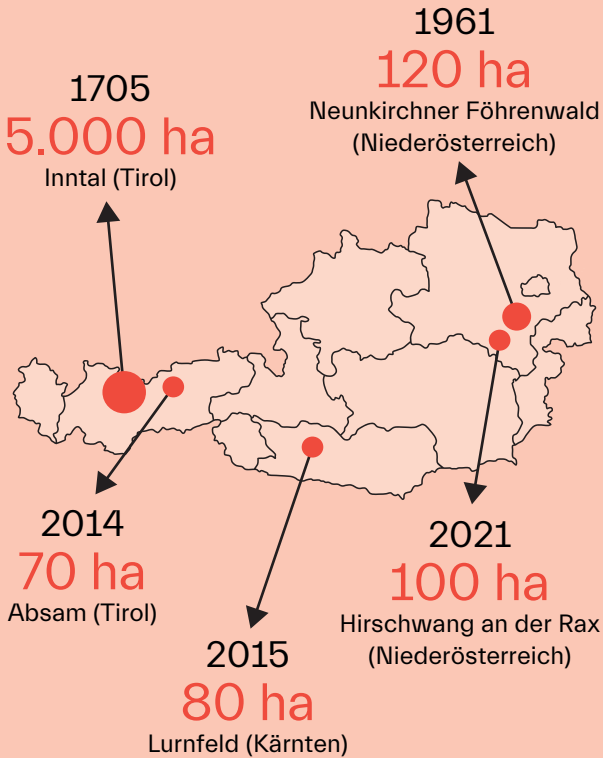 1705
5.000 ha
Inntal (Tirol)
1961
120 ha
Neunkirchner Föhrenwald
(Niederösterreich)
2014
70 ha
Absam (Tirol)
2015
80 ha
Lurnfeld (Kärnten)
2021
100 ha
Hirschwang an der Rax
(Niederösterreich)